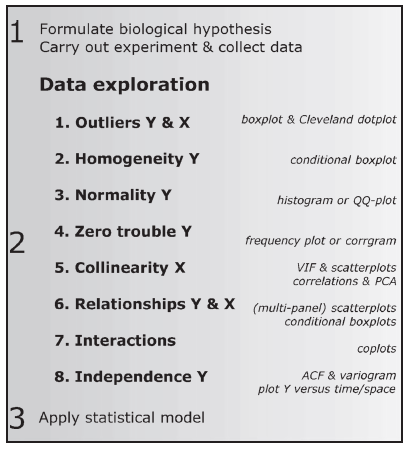 1 Formulate biological hypothesis
Carry out experiment & collect data
Data exploration
1. Outliers Y & X boxplot & Cleveland dotplot
2. Homogeneity Y conditional boxplot
3. Normality Y histogram or QQ-plot
4. Zero trouble Y frequency plot or corrgram
2
5. Collinearity X VIF & scatterplots
correlations & PCA
6. Relationships Y & X (multi-panel) scatterplots
conditional boxplots
7. Interactions coplots
8. Independence Y ACF & variogram
plot Y versus time/space
3 Apply statistical model